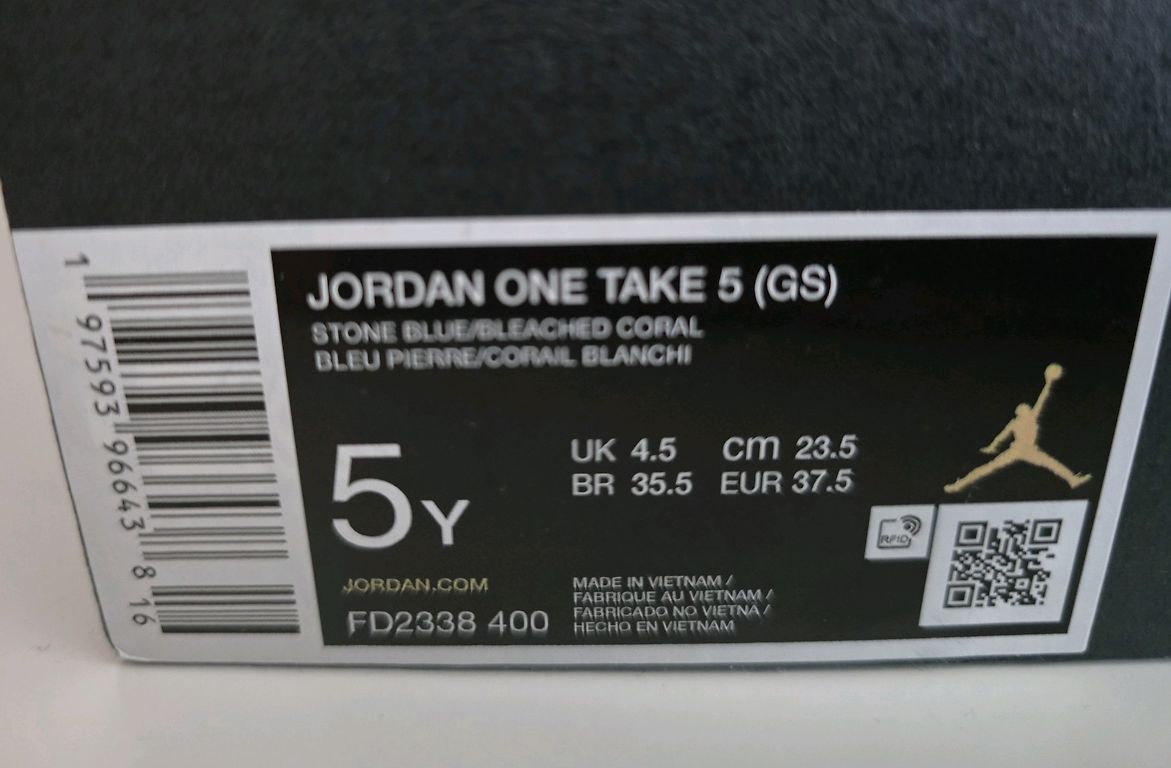 JORDAN ONE TAKE 5 (GS)
STONE BLUE/BLEACHED CORAL
BLEU PIERRE/CORAIL BLANCHI
5Y
UK 4.5 cm 23.5
BR 35.5 EUR 37.5
RFID
JORDAN.COM
FD2338 400
MADE IN VIETNAM /
FABRIQUE AU VIETNAM /
FABRICADO NO VIETNA /
HECHO EN VIETNAM
1 97593 96643 8 16